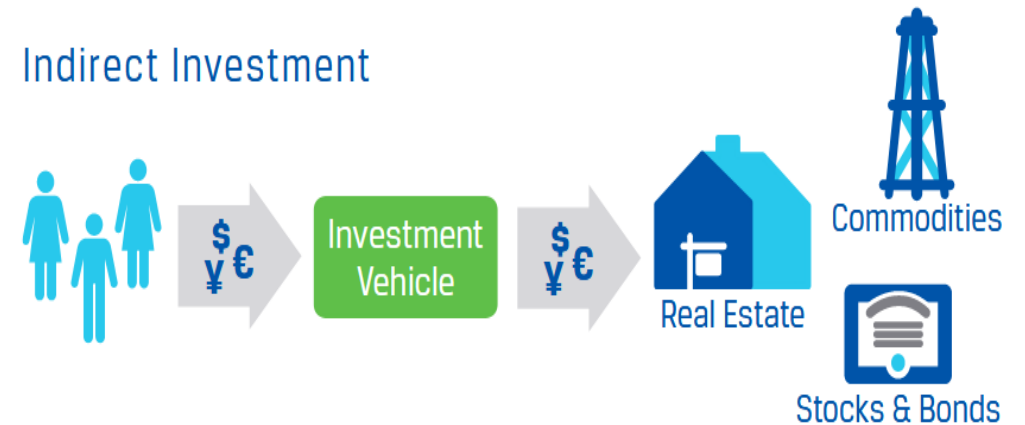 Indirect Investment
$
¥ €
Investment
Vehicle
$
¥ €
Real Estate
Commodities
Stocks & Bonds